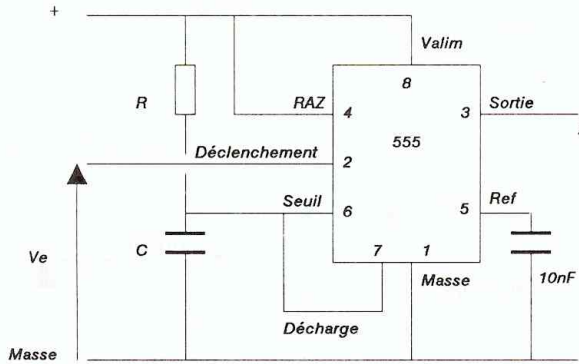 +
Valim
8
R
RAZ
4
3
Sortie
555
Déclenchement
2
Seuil
6
5
Ref
Ve
C
7
1
Masse
10nF
Décharge
Masse